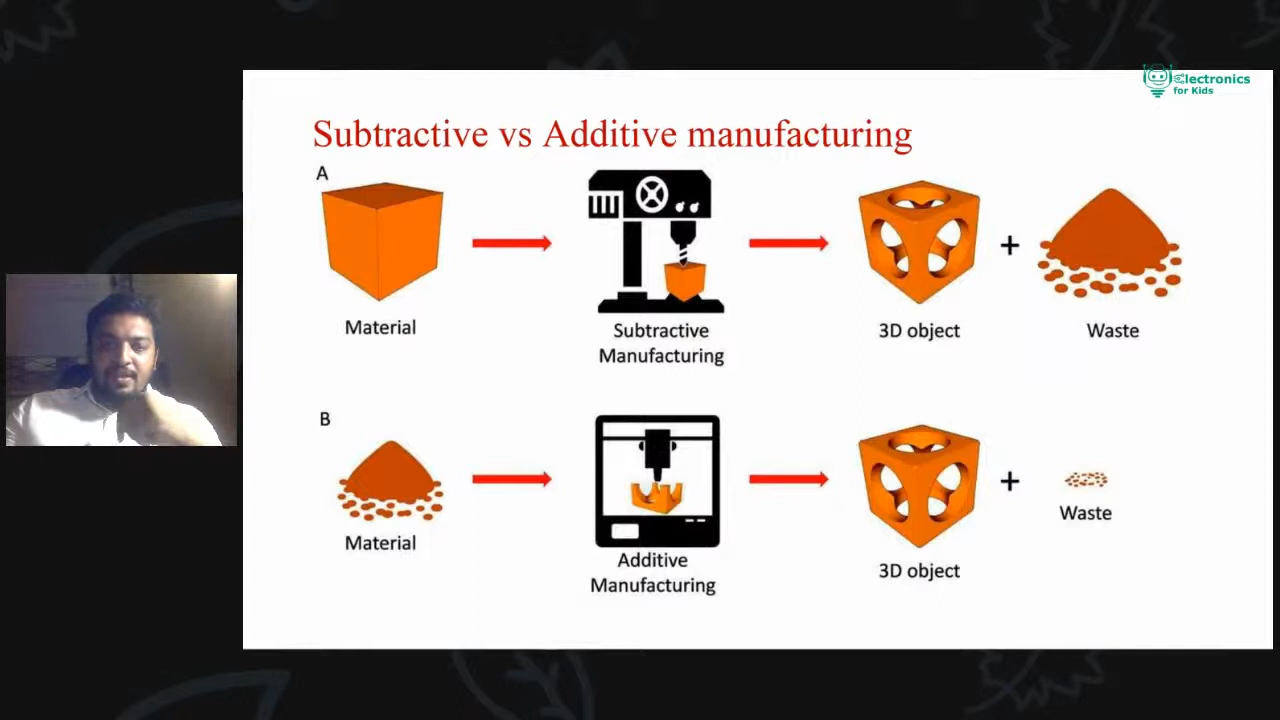 Electronics
for Kids
Subtractive vs Additive manufacturing
A
Material
Subtractive
Manufacturing
3D object
+
Waste
B
Material
Additive
Manufacturing
3D object
+
Waste